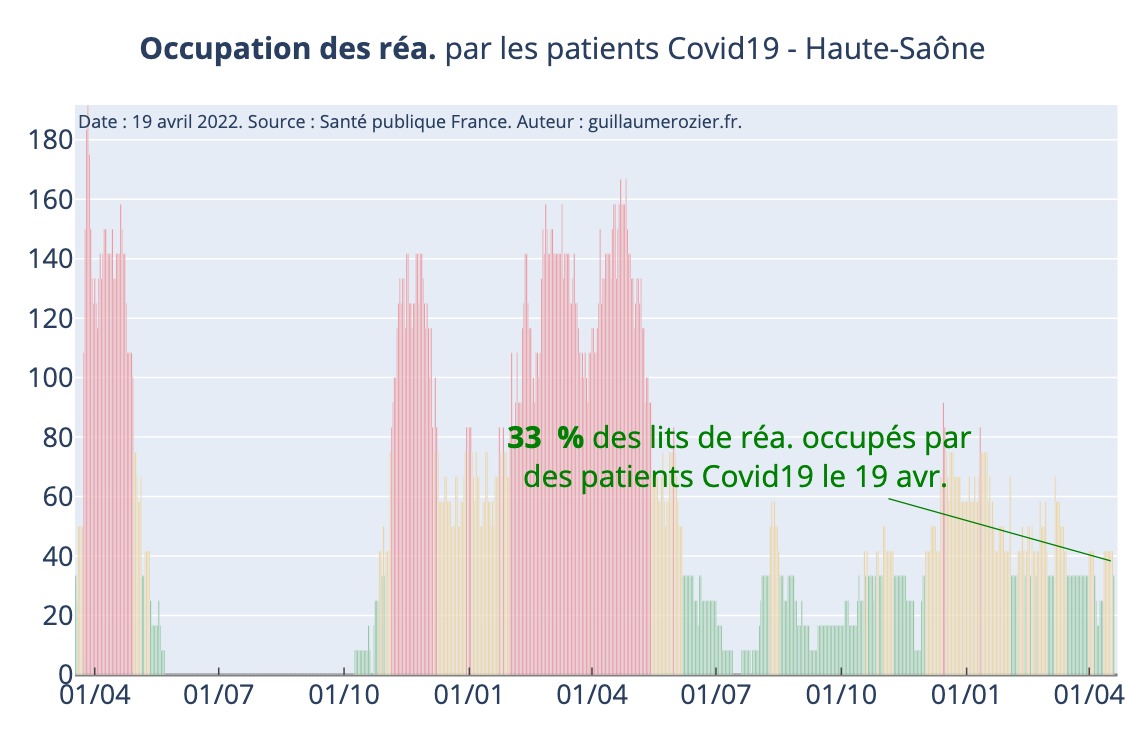 Occupation des réa. par les patients Covid19 - Haute-Saône
Date : 19 avril 2022. Source : Santé publique France. Auteur : guillaumerozier.fr.
180
160
140
120
100
80
60
40
20
0
33 % des lits de réa. occupés par
des patients Covid19 le 19 avr.
01/04 01/07 01/10 01/01 01/04 01/07 01/10 01/01 01/04